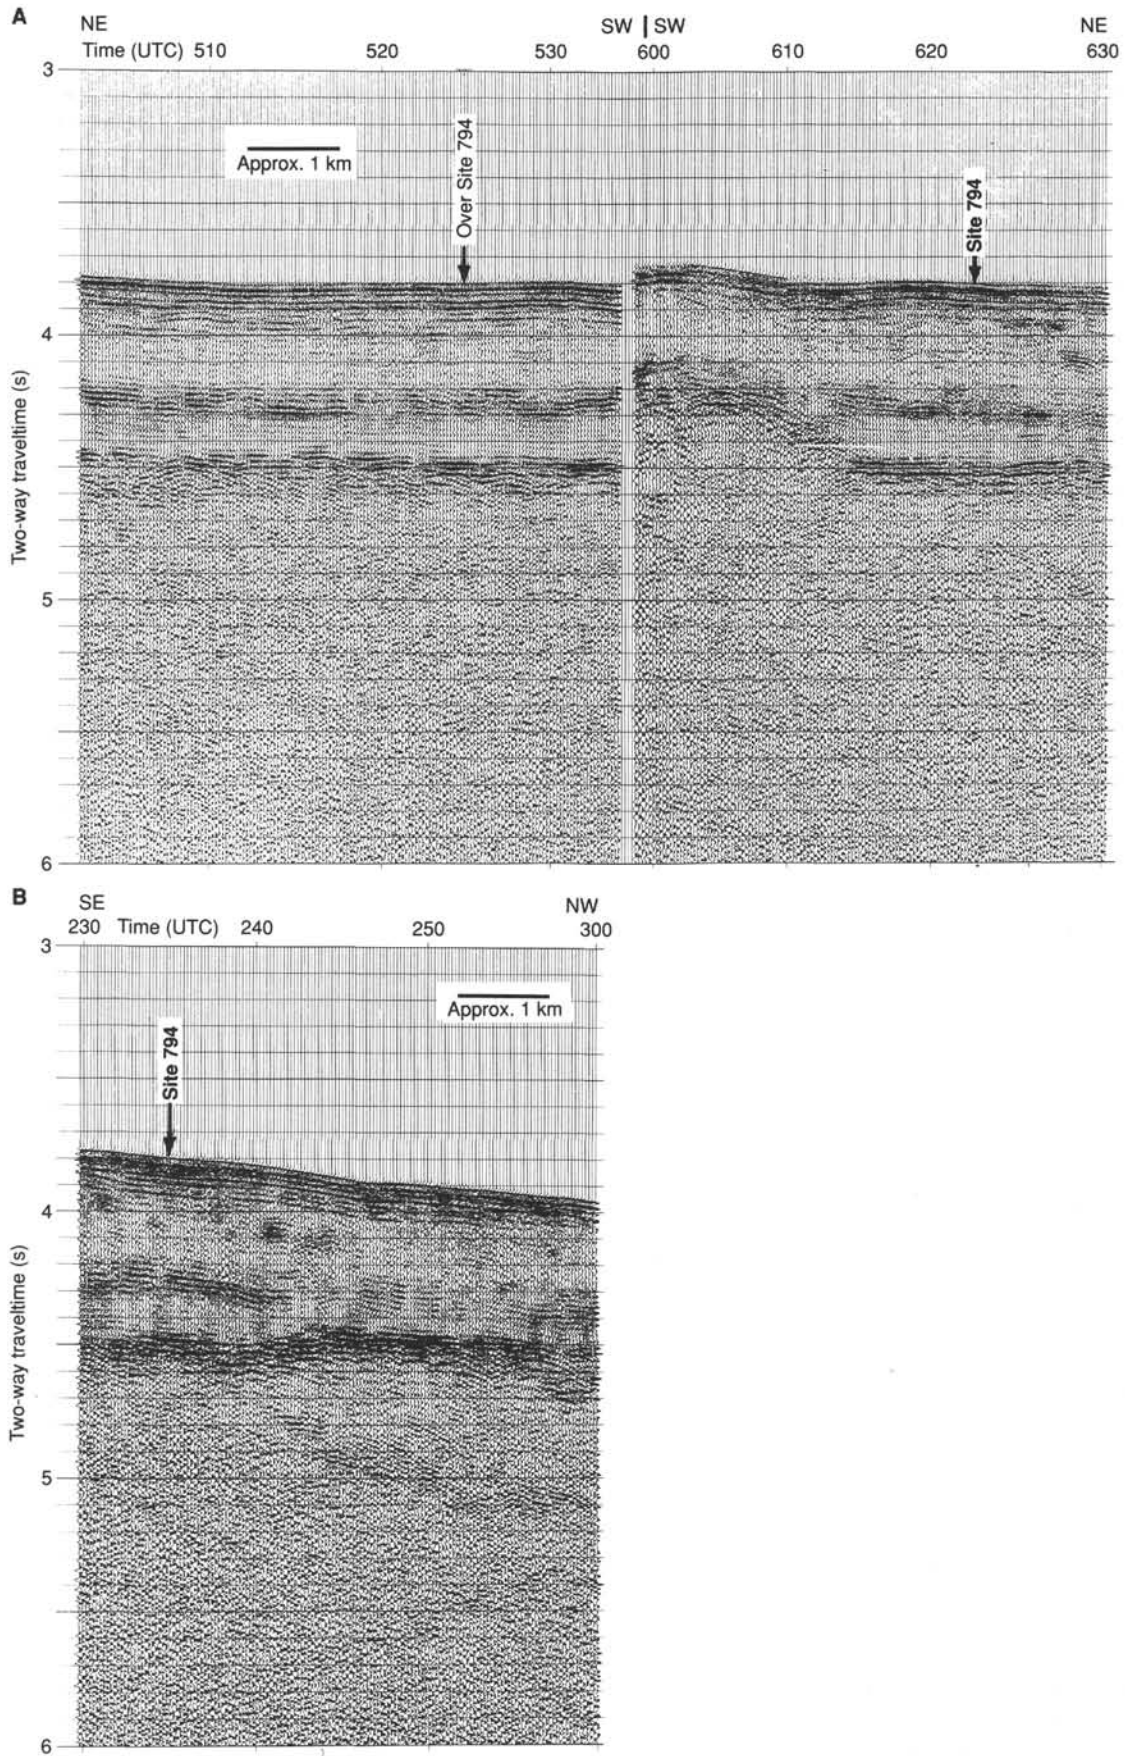 A
NE SW | SW NE
Time (UTC) 510 520 530 600 610 620 630
3
Approx. 1 km
Over Site 794
Site 794
4
Two-way traveltime (s)
5
6
B
SE NW
230 Time (UTC) 240 250 300
3
Approx. 1 km
Site 794
4
Two-way traveltime (s)
5
6